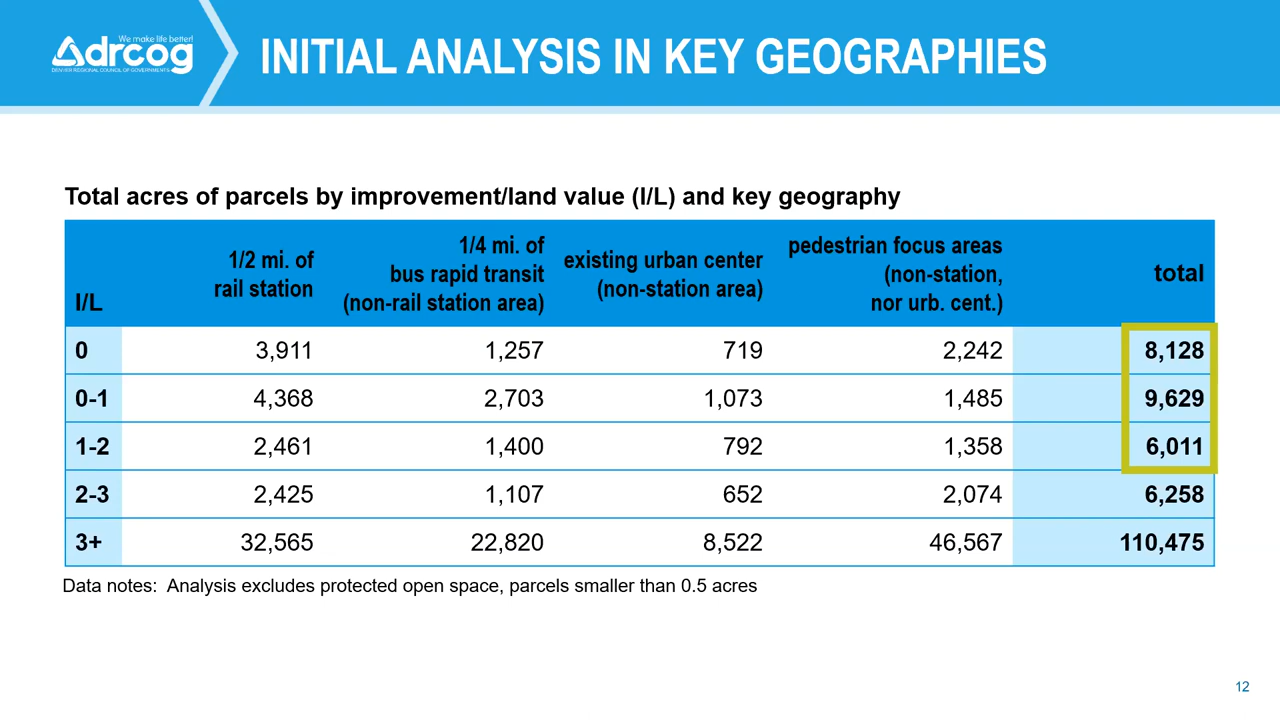 We make life better!
drcog
DENVER REGIONAL COUNCIL OF GOVERNMENTS
INITIAL ANALYSIS IN KEY GEOGRAPHIES
Total acres of parcels by improvement/land value (I/L) and key geography
I/L 1/2 mi. of rail station 1/4 mi. of bus rapid transit (non-rail station area) existing urban center (non-station area) pedestrian focus areas (non-station, nor urb. cent.) total
0 3,911 1,257 719 2,242 8,128
0-1 4,368 2,703 1,073 1,485 9,629
1-2 2,461 1,400 792 1,358 6,011
2-3 2,425 1,107 652 2,074 6,258
3+ 32,565 22,820 8,522 46,567 110,475
Data notes: Analysis excludes protected open space, parcels smaller than 0.5 acres
12